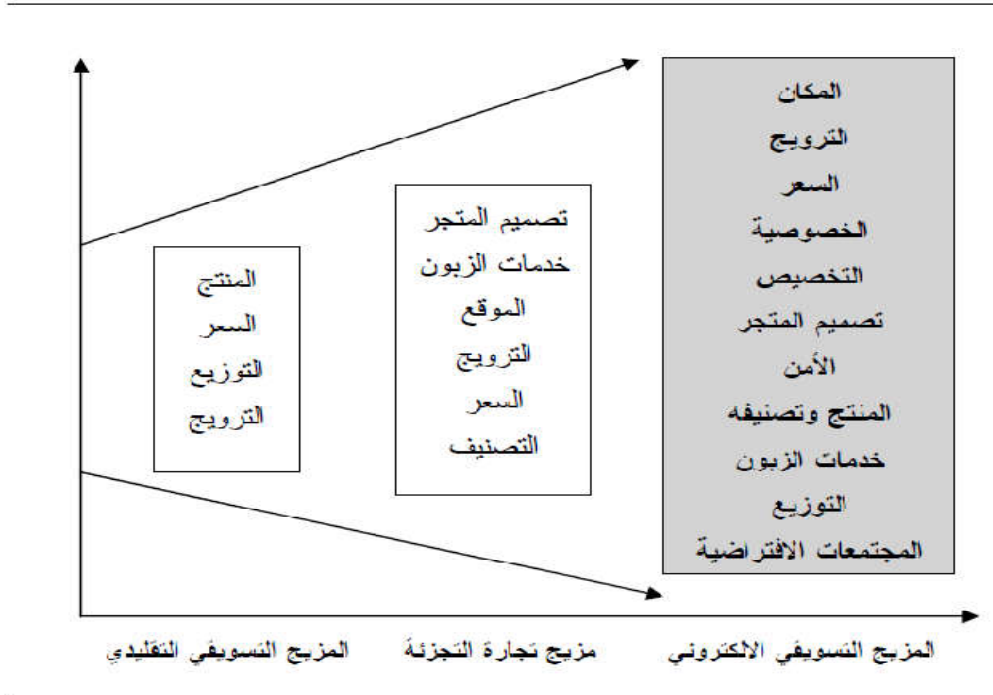 المكان
الترويج
السعر
الخصوصية
التخصيص
تصميم المتجر
الأمن
المنتج وتصنيفه
خدمات الزبون
التوزيع
المجتمعات الافتراضية
تصميم المتجر
خدمات الزبون
الموقع
الترويج
السعر
التصنيف
المنتج
السعر
التوزيع
الترويج
المزيج التسويقي الالكتروني
مزيج تجارة التجزئة
المزيج التسويقي التقليدي